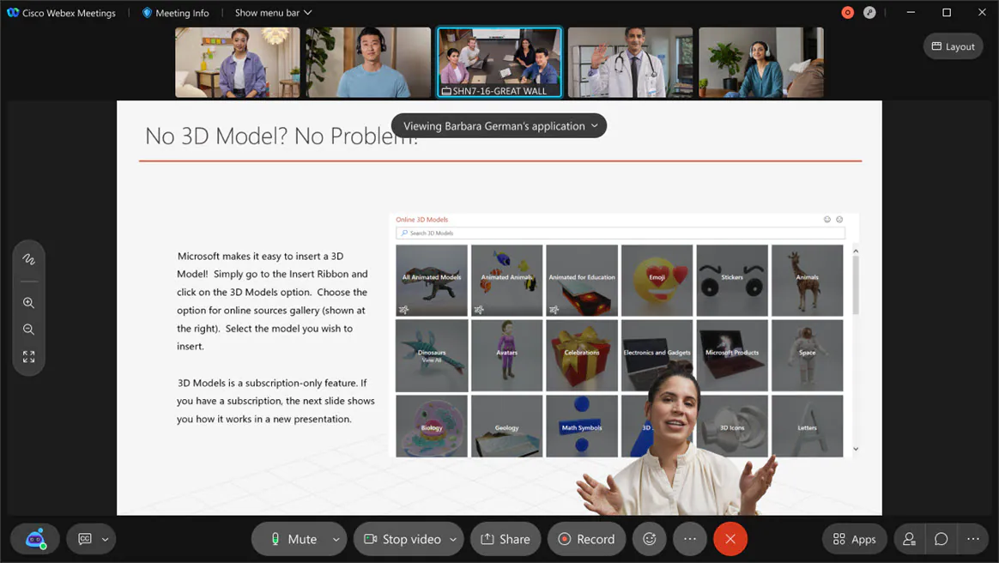 Cisco Webex Meetings
Meeting Info
Show menu bar
Layout
SHN7-16-GREAT WALL
Viewing Barbara German's application
No 3D Model? No Problem!
Online 3D Models
Search 3D Models
Microsoft makes it easy to insert a 3D
Model! Simply go to the Insert Ribbon and
click on the 3D Models option. Choose the
option for online sources gallery (shown at
the right). Select the model you wish to
insert.
3D Models is a subscription-only feature. If
you have a subscription, the next slide shows
you how it works in a new presentation.
All Animated Models
Animated Animals
Animated for Education
Emoji
Stickers
Animals
Dinosaurs
View All
Avatars
Celebrations
Electronics and Gadgets
Microsoft Products
Space
Biology
Geology
Math Symbols
3D
3D Icons
Letters
CC
Mute
Stop video
Share
Record
Apps